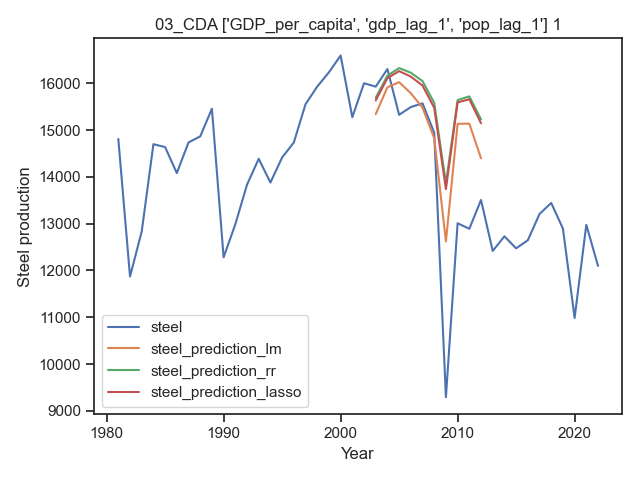 03_CDA ['GDP_per_capita', 'gdp_lag_1', 'pop_lag_1'] 1
Steel production
16000
15000
14000
13000
12000
11000
10000
9000
steel
steel_prediction_lm
steel_prediction_rr
steel_prediction_lasso
1980
1990
2000
2010
2020
Year